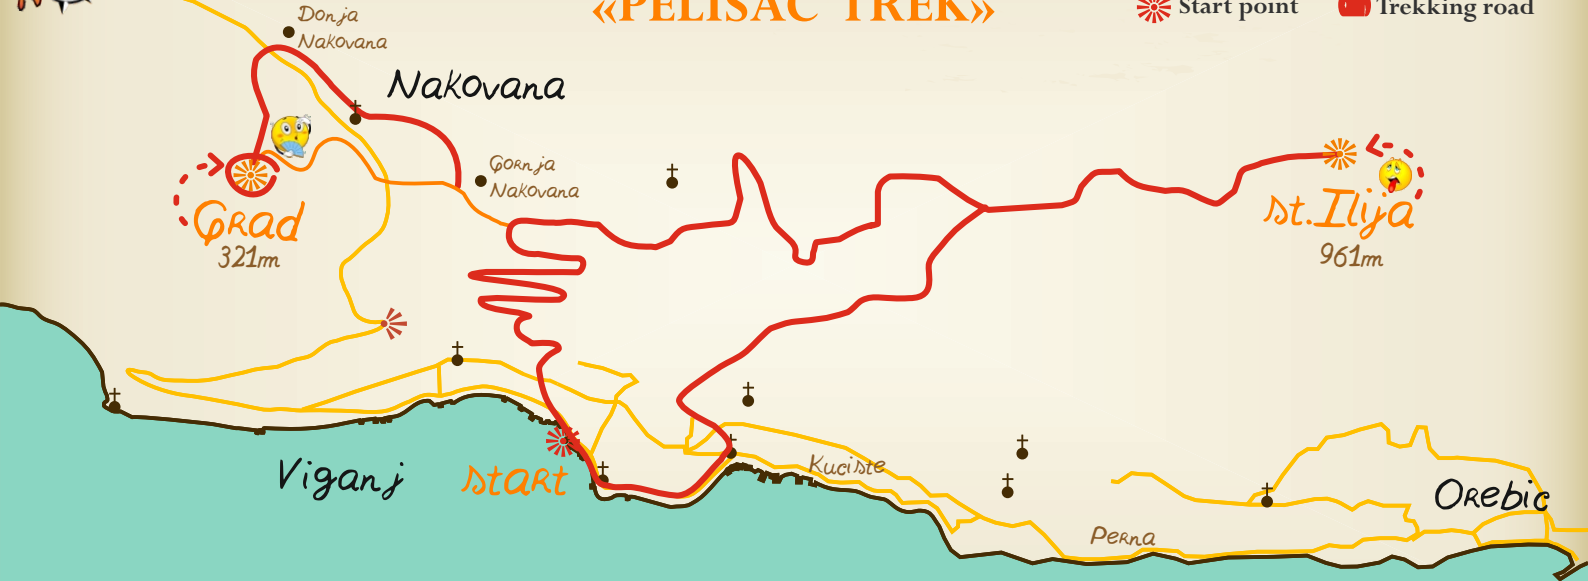 «PELISAC TREK»
Start point
Trekking road
Donja
Nakovana
Nakovana
Gornja
Nakovana
Grad
321m
st.Ilija
961m
Viganj
start
Kuciste
Perna
Orebic